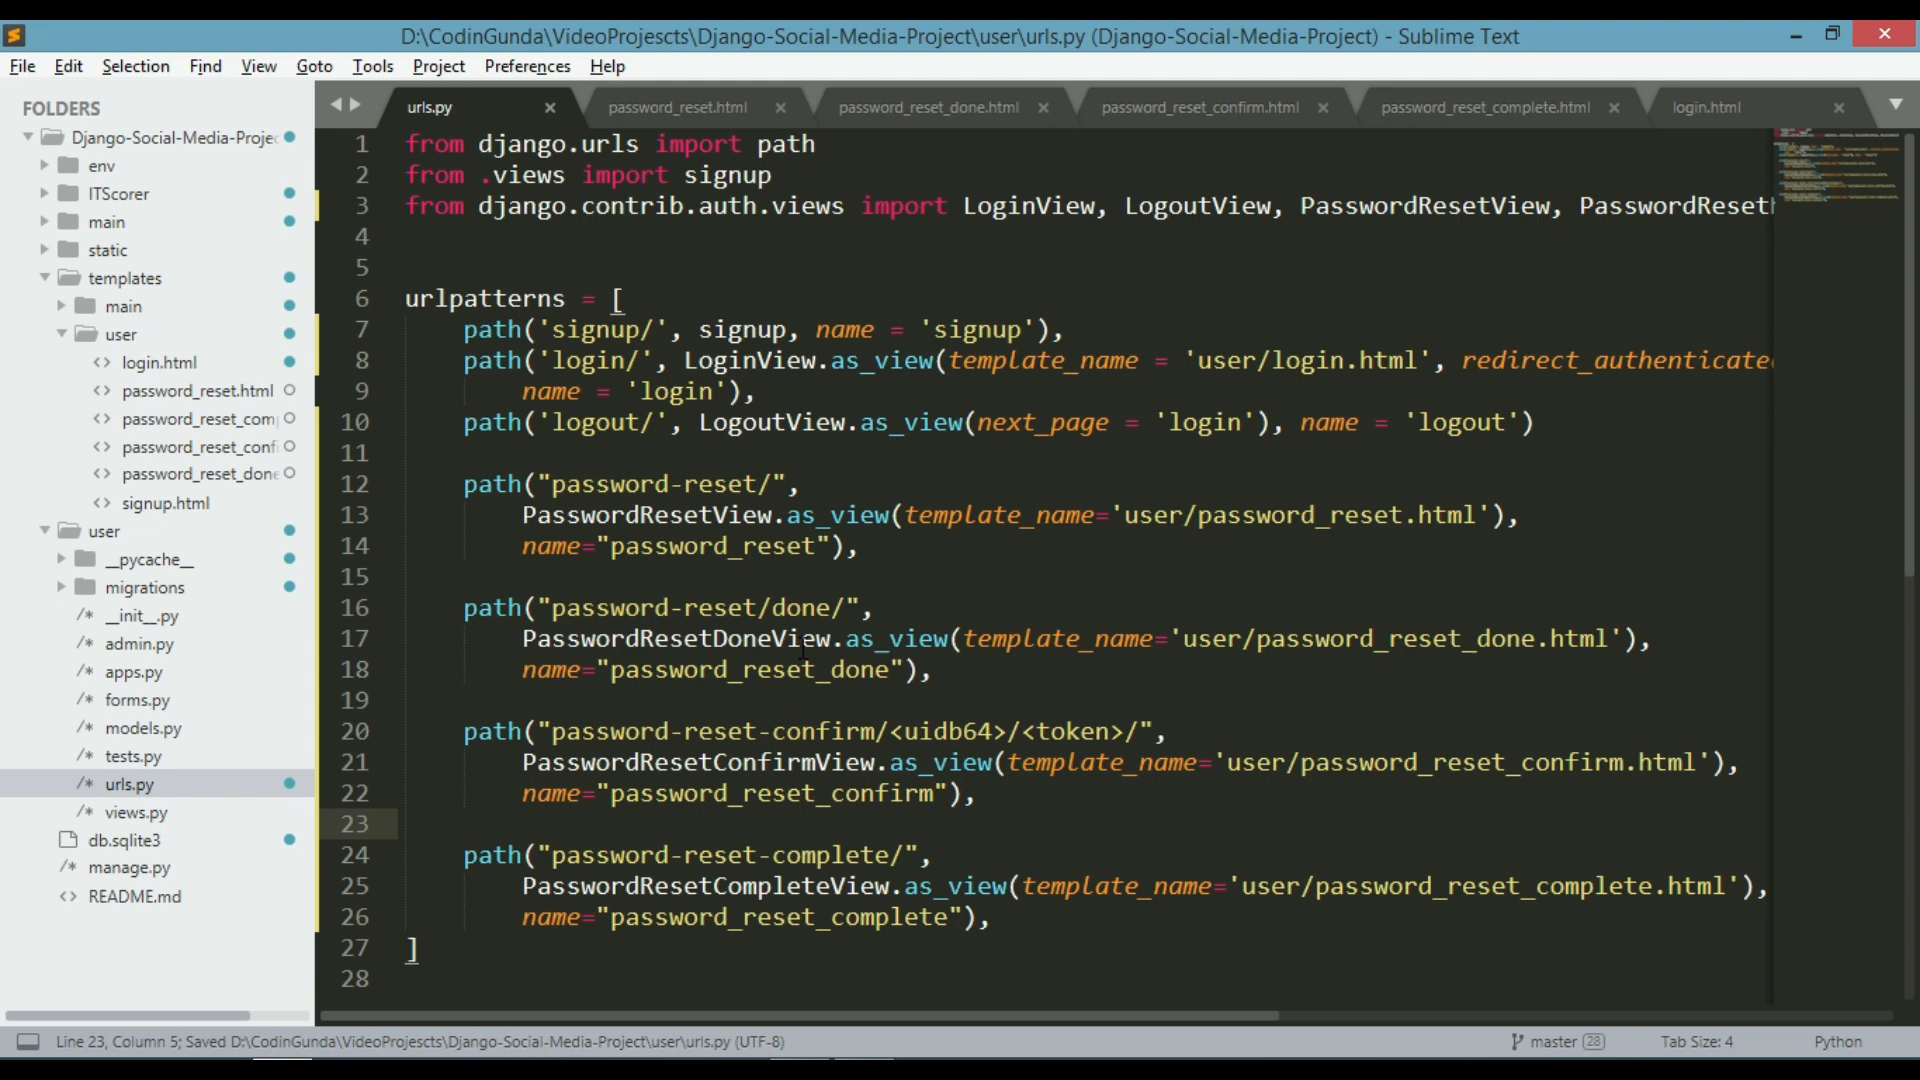 D:\CodinGunda\VideoProjescts\Django-Social-Media-Project\user\urls.py (Django-Social-Media-Project) - Sublime Text
File Edit Selection Find View Goto Tools Project Preferences Help
FOLDERS
Django-Social-Media-Projec
env
ITScorer
main
static
templates
main
user
<> login.html
<> password_reset.html
<> password_reset_com
<> password_reset_confi
<> password_reset_done
<> signup.html
user
__pycache__
migrations
/* __init__.py
/* admin.py
/* apps.py
/* forms.py
/* models.py
/* tests.py
/* urls.py
/* views.py
db.sqlite3
/* manage.py
<> README.md
urls.py password_reset.html password_reset_done.html password_reset_confirm.html password_reset_complete.html login.html
1 from django.urls import path
2 from .views import signup
3 from django.contrib.auth.views import LoginView, LogoutView, PasswordResetView, PasswordReset
4
5
6 urlpatterns = [
7 path('signup/', signup, name = 'signup'),
8 path('login/', LoginView.as_view(template_name = 'user/login.html', redirect_authenticated
9 name = 'login'),
10 path('logout/', LogoutView.as_view(next_page = 'login'), name = 'logout')
11
12 path("password-reset/",
13 PasswordResetView.as_view(template_name='user/password_reset.html'),
14 name="password_reset"),
15
16 path("password-reset/done/",
17 PasswordResetDoneView.as_view(template_name='user/password_reset_done.html'),
18 name="password_reset_done"),
19
20 path("password-reset-confirm/<uidb64>/<token>/",
21 PasswordResetConfirmView.as_view(template_name='user/password_reset_confirm.html'),
22 name="password_reset_confirm"),
23
24 path("password-reset-complete/",
25 PasswordResetCompleteView.as_view(template_name='user/password_reset_complete.html'),
26 name="password_reset_complete"),
27 ]
28
Line 23, Column 5; Saved D:\CodinGunda\VideoProjescts\Django-Social-Media-Project\user\urls.py (UTF-8) master 28 Tab Size: 4 Python